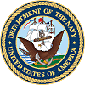 DEPARTMENT OF THE NAVY
UNITED STATES OF AMERICA